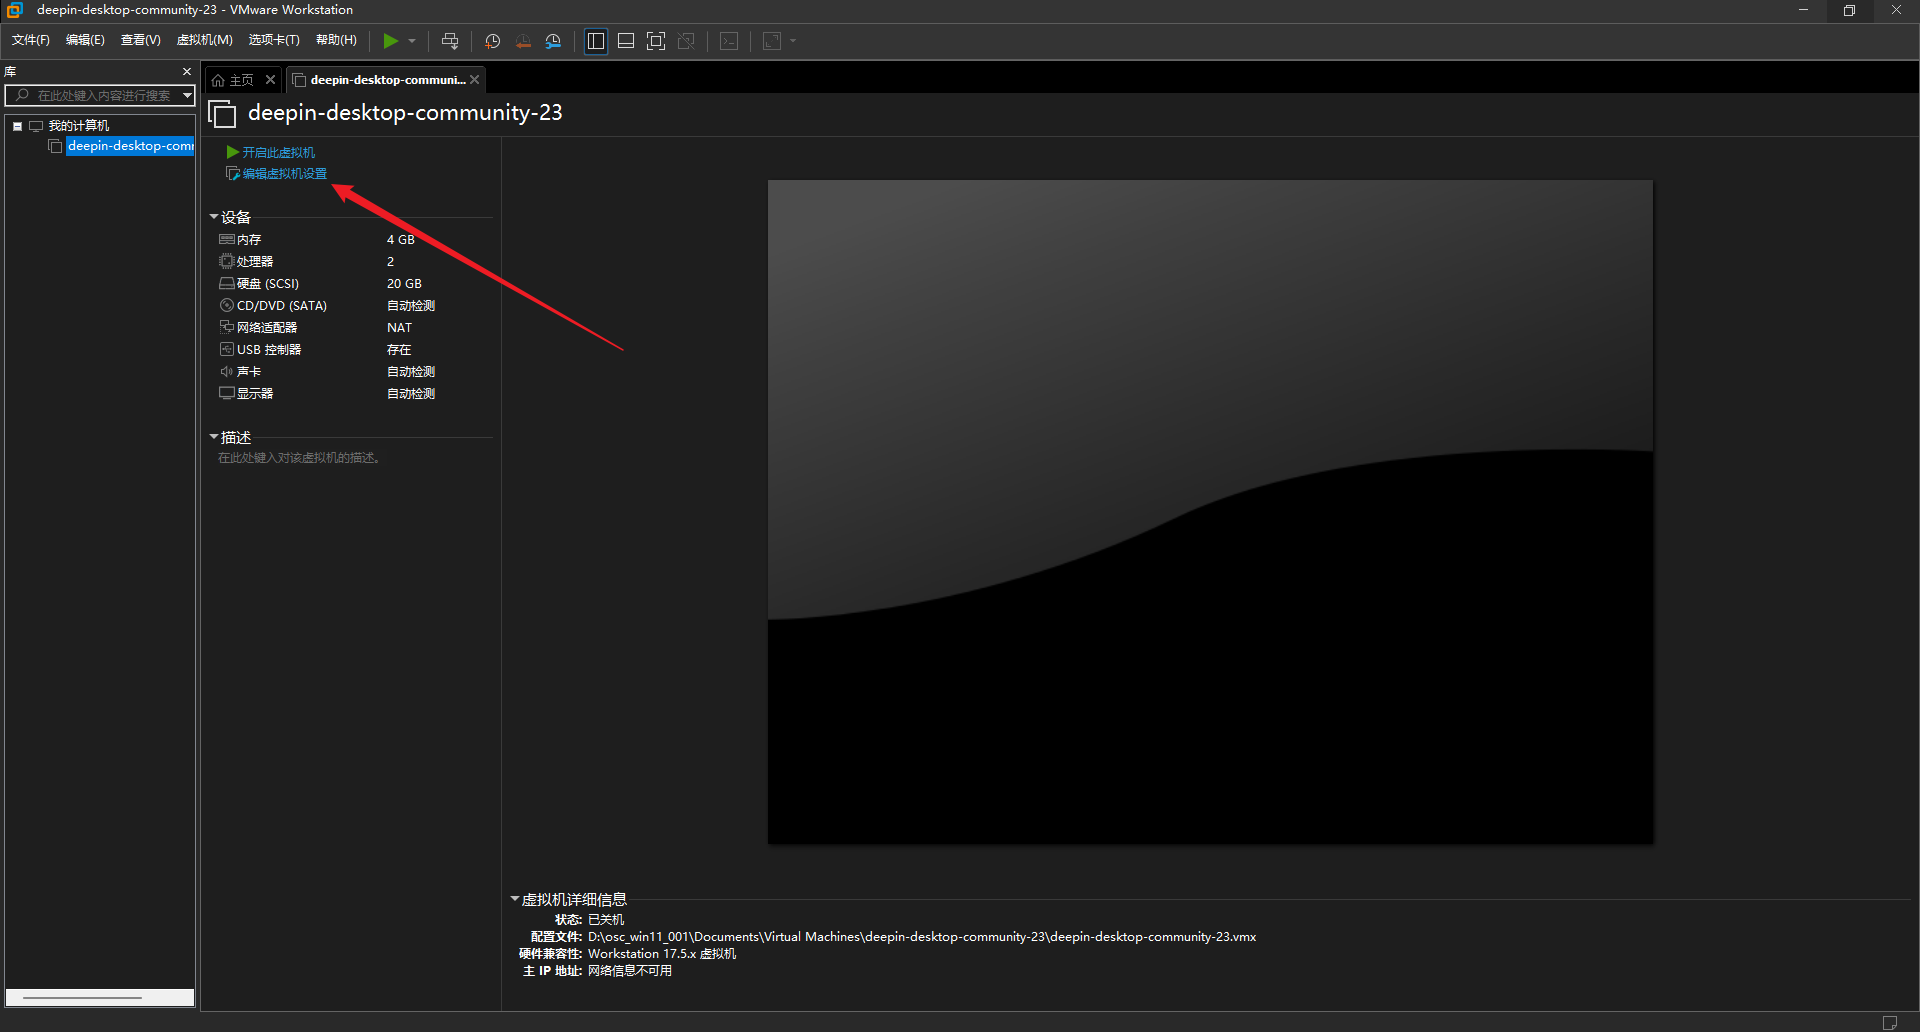 deepin-desktop-community-23 - VMware Workstation
文件(F) 编辑(E) 查看(V) 虚拟机(M) 选项卡(T) 帮助(H)
库
在此处键入内容进行搜索
我的计算机
deepin-desktop-com
主页
deepin-desktop-communi...
deepin-desktop-community-23
开启此虚拟机
编辑虚拟机设置
设备
内存 4 GB
处理器 2
硬盘 (SCSI) 20 GB
CD/DVD (SATA) 自动检测
网络适配器 NAT
USB 控制器 存在
声卡 自动检测
显示器 自动检测
描述
在此处键入对该虚拟机的描述。
虚拟机详细信息
状态: 已关机
配置文件: D:\osc_win11_001\Documents\Virtual Machines\deepin-desktop-community-23\deepin-desktop-community-23.vmx
硬件兼容性: Workstation 17.5.x 虚拟机
主 IP 地址: 网络信息不可用